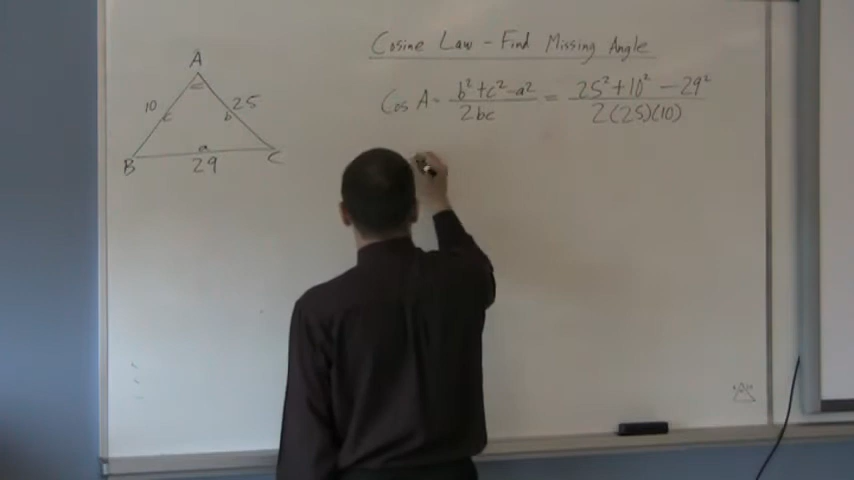 Cosine Law - Find Missing Angle
Cos A = b² + c² - a² / 2bc = 25² + 10² - 29² / 2(25)(10)
A
10 25
c b
a
B 29 C